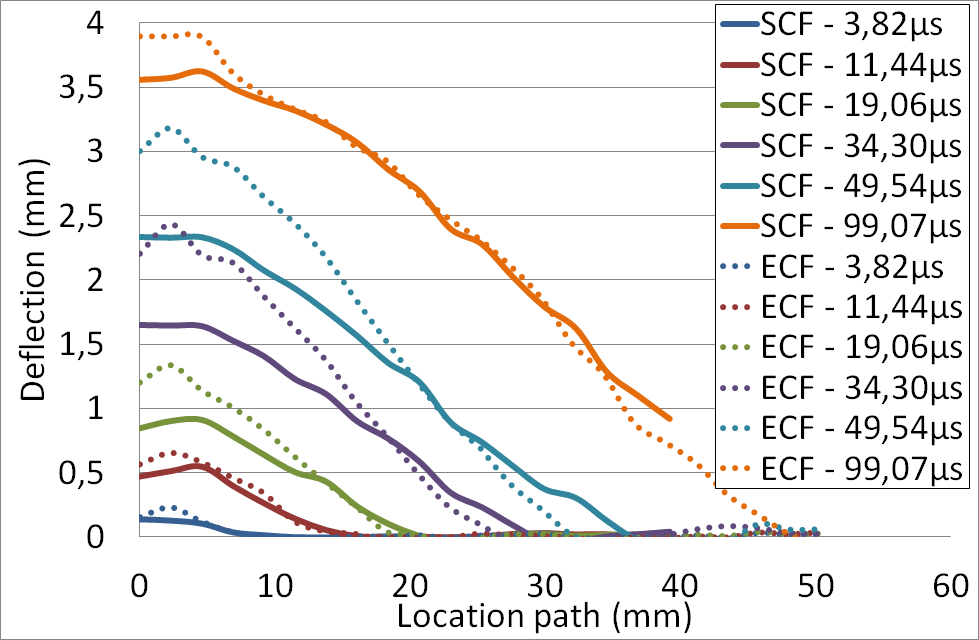 4
3,5
3
2,5
2
1,5
1
0,5
0
Deflection (mm)
0 10 20 30 40 50 60
Location path (mm)
SCF - 3,82µs
SCF - 11,44µs
SCF - 19,06µs
SCF - 34,30µs
SCF - 49,54µs
SCF - 99,07µs
ECF - 3,82µs
ECF - 11,44µs
ECF - 19,06µs
ECF - 34,30µs
ECF - 49,54µs
ECF - 99,07µs